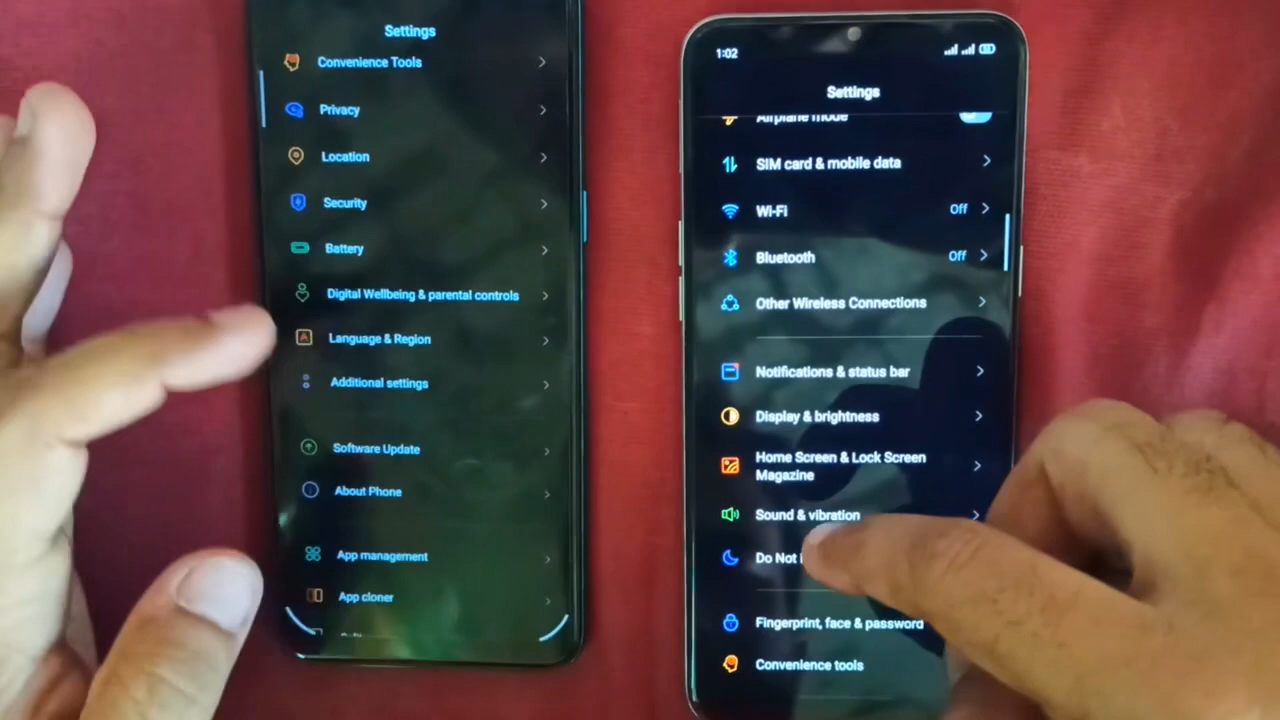 Settings
Convenience Tools
Privacy
Location
Security
Battery
Digital Wellbeing & parental controls
Language & Region
Additional settings
Software Update
About Phone
App management
App cloner
1:02
Settings
Airplane mode
SIM card & mobile data
Wi-Fi Off
Bluetooth Off
Other Wireless Connections
Notifications & status bar
Display & brightness
Home Screen & Lock Screen
Magazine
Sound & vibration
Do Not
Fingerprint, face & password
Convenience tools